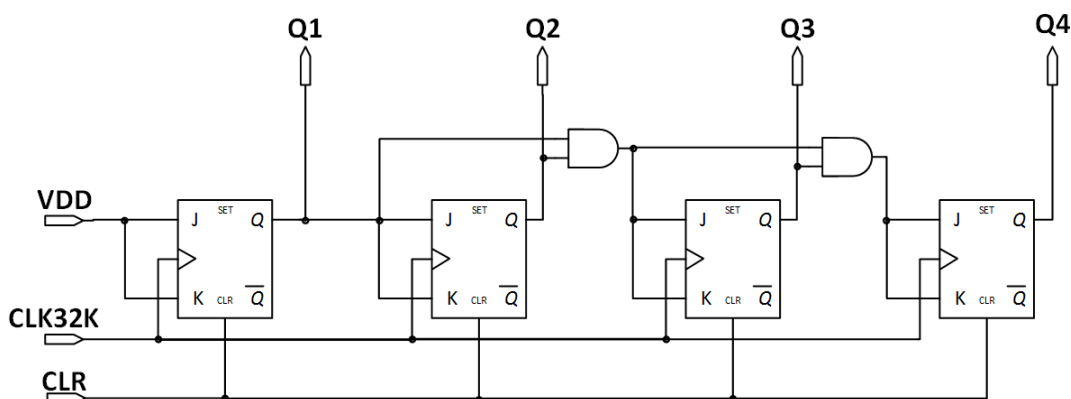 Q1 Q2 Q3 Q4
VDD
J SET Q J SET Q J SET Q J SET Q
K CLR Q K CLR Q K CLR Q K CLR Q
CLK32K
CLR